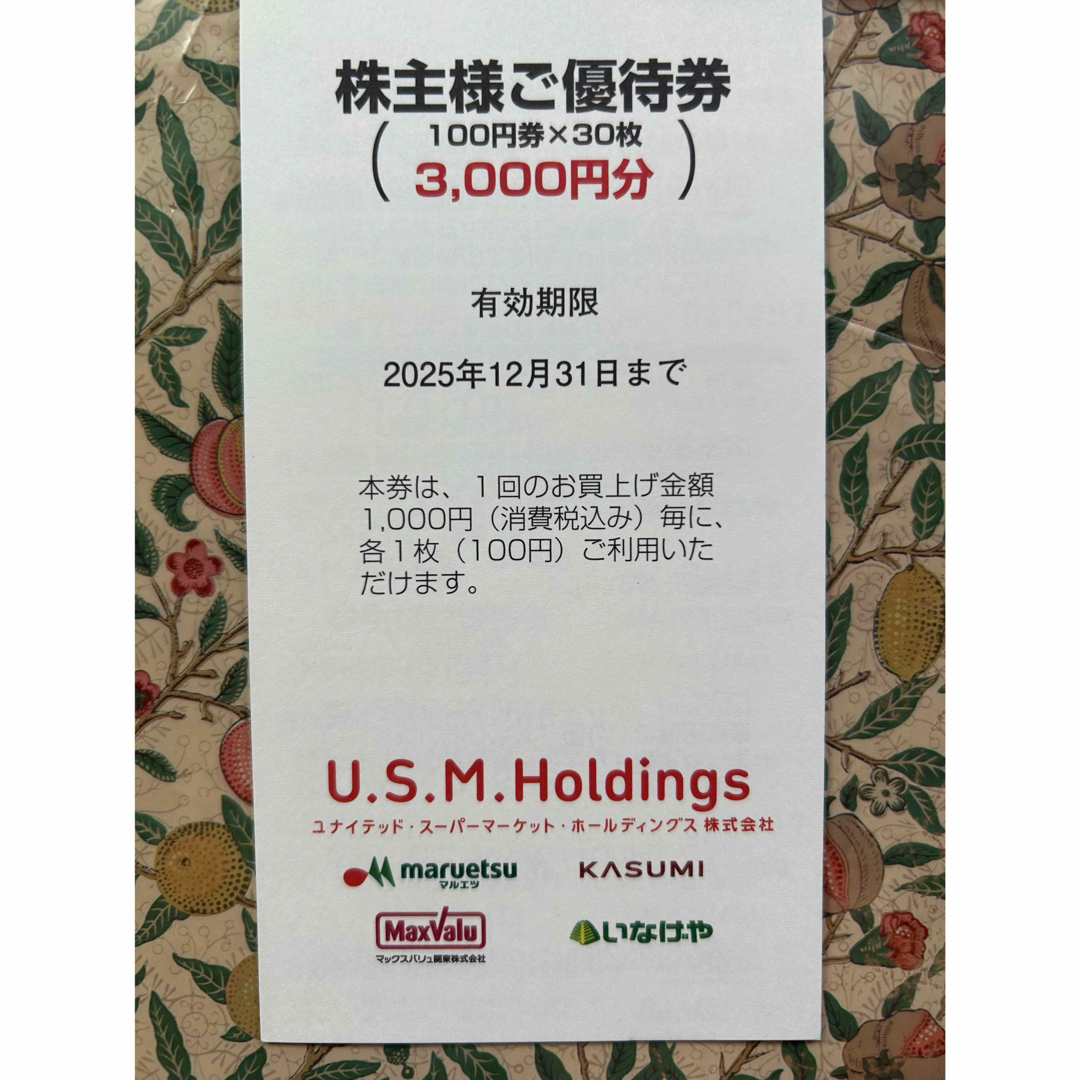 株主様ご優待券
(100円券×30枚
3,000円分)
有効期限
2025年12月31日まで
本券は、1回のお買上げ金額
1,000円（消費税込み）毎に、
各1枚（100円）ご利用いた
だけます。
U.S.M.Holdings
ユナイテッド・スーパーマーケット・ホールディングス 株式会社
maruetsu
マルエツ
KASUMI
MaxValu
マックスバリュ関東株式会社
いなげや